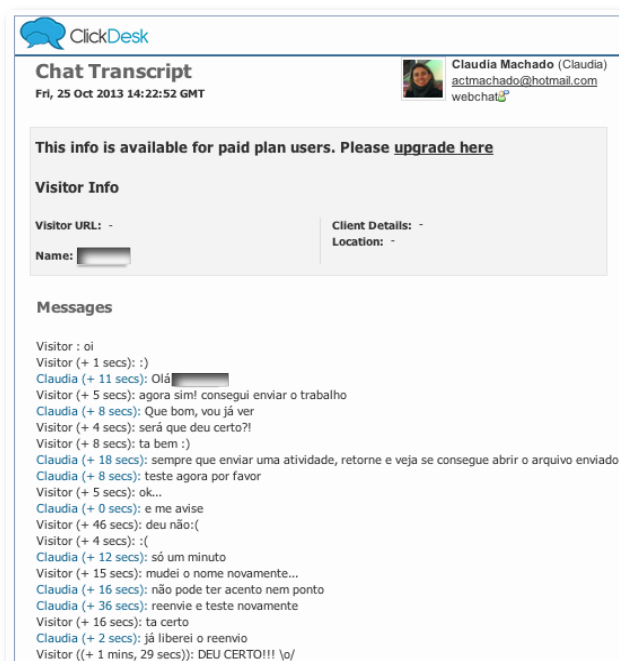 ClickDesk
Chat Transcript
Fri, 25 Oct 2013 14:22:52 GMT
Claudia Machado (Claudia)
actmachado@hotmail.com
webchat
This info is available for paid plan users. Please upgrade here
Visitor Info
Visitor URL: -
Name:
Client Details: -
Location: -
Messages
Visitor : oi
Visitor (+ 1 secs): :)
Claudia (+ 11 secs): Olá
Visitor (+ 5 secs): agora sim! consegui enviar o trabalho
Claudia (+ 8 secs): Que bom, vou já ver
Visitor (+ 4 secs): será que deu certo?!
Visitor (+ 8 secs): ta bem :)
Claudia (+ 18 secs): sempre que enviar uma atividade, retorne e veja se consegue abrir o arquivo enviado
Claudia (+ 8 secs): teste agora por favor
Visitor (+ 5 secs): ok...
Claudia (+ 0 secs): e me avise
Visitor (+ 46 secs): deu não:(
Visitor (+ 4 secs): :(
Claudia (+ 12 secs): só um minuto
Visitor (+ 15 secs): mudei o nome novamente...
Claudia (+ 16 secs): não pode ter acento nem ponto
Claudia (+ 36 secs): reenvie e teste novamente
Visitor (+ 16 secs): ta certo
Claudia (+ 2 secs): já liberei o reenvio
Visitor ((+ 1 mins, 29 secs)): DEU CERTO!!! \o/